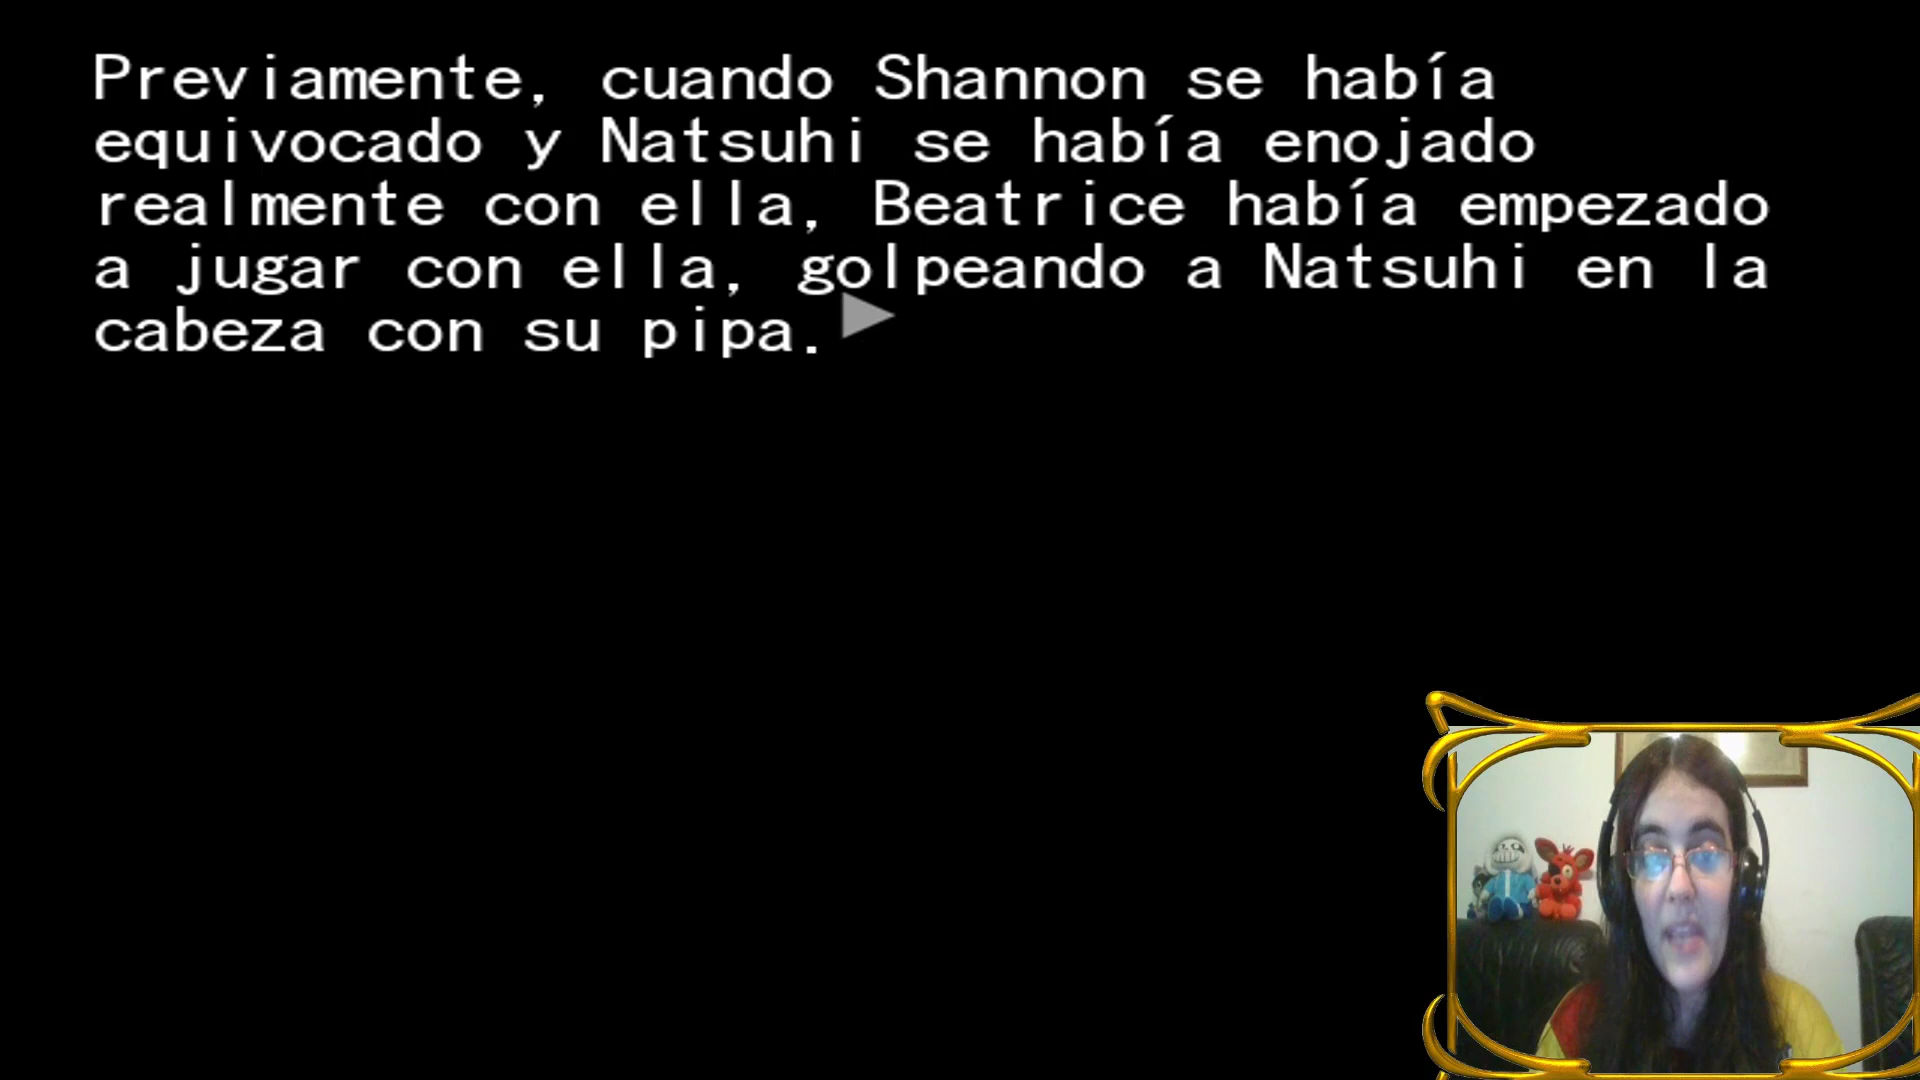 Previamente, cuando Shannon se había
equivocado y Natsuhi se había enojado
realmente con ella, Beatrice había empezado
a jugar con ella, golpeando a Natsuhi en la
cabeza con su pipa.